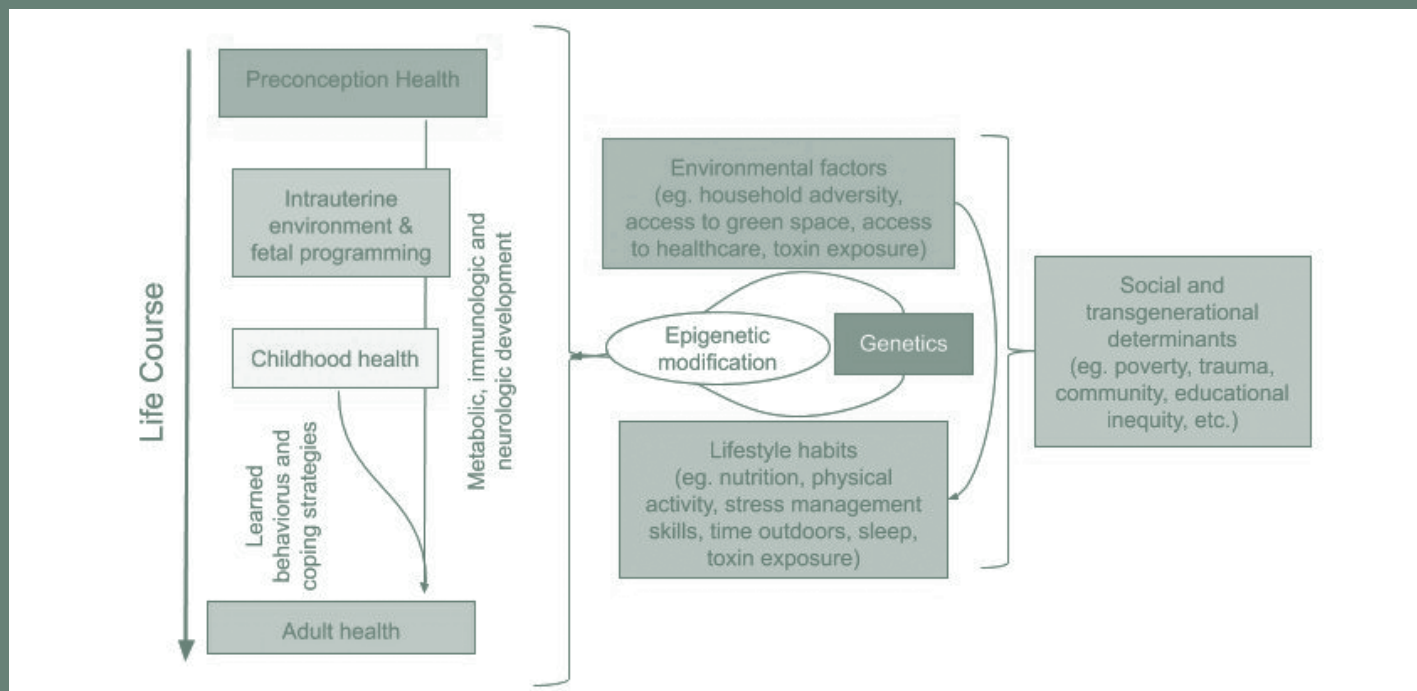 Life Course
Preconception Health
Intrauterine
environment &
fetal programming
Childhood health
Learned
behaviorus and
coping strategies
Adult health
Metabolic, immunologic and
neurologic development
Environmental factors
(eg. household adversity,
access to green space, access
to healthcare, toxin exposure)
Epigenetic
modification
Genetics
Lifestyle habits
(eg. nutrition, physical
activity, stress management
skills, time outdoors, sleep,
toxin exposure)
Social and
transgenerational
determinants
(eg. poverty, trauma,
community, educational
inequity, etc.)